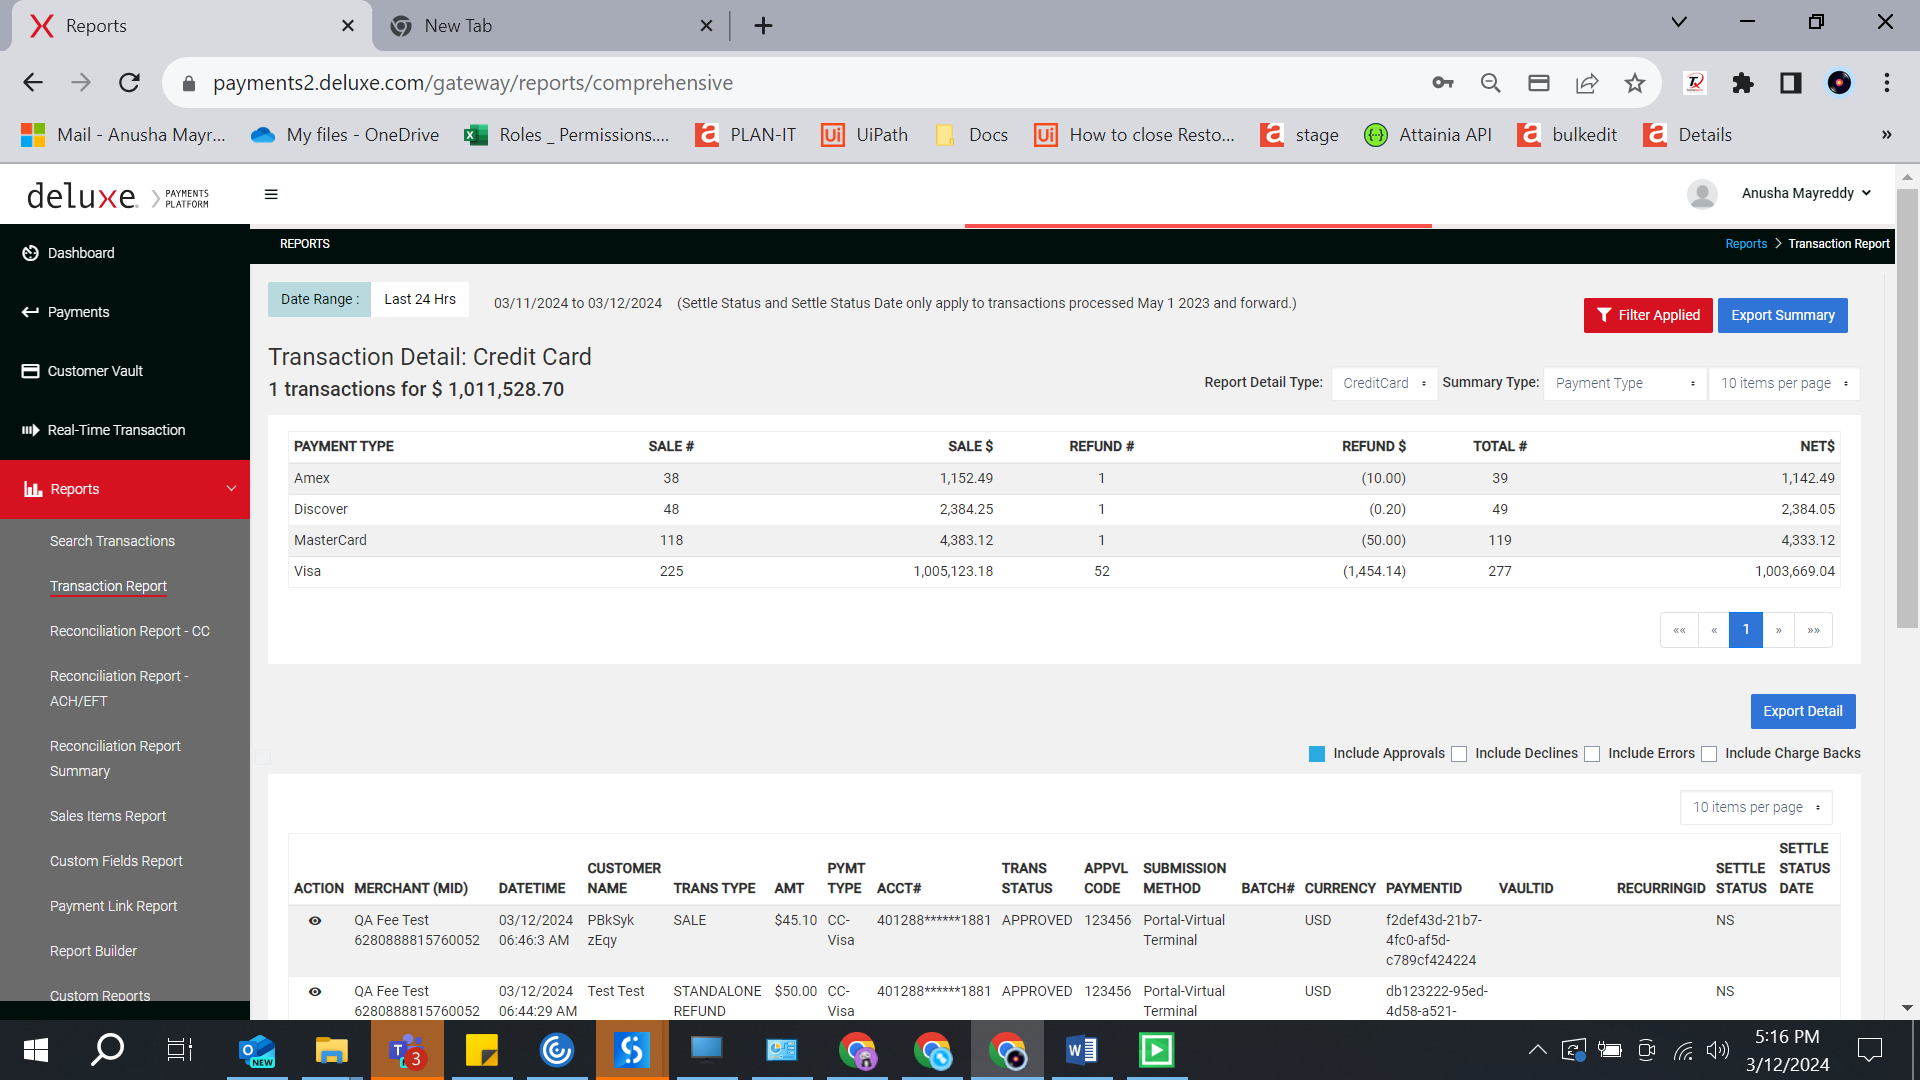 Reports
New Tab
payments2.deluxe.com/gateway/reports/comprehensive
Mail - Anusha Mayr...
My files - OneDrive
Roles _ Permissions....
PLAN-IT
UiPath
Docs
How to close Resto...
stage
Attainia API
bulkedit
Details
»
deluxe. PAYMENTS PLATFORM
Anusha Mayreddy
Dashboard
Payments
Customer Vault
Real-Time Transaction
Reports
Search Transactions
Transaction Report
Reconciliation Report - CC
Reconciliation Report -
ACH/EFT
Reconciliation Report
Summary
Sales Items Report
Custom Fields Report
Payment Link Report
Report Builder
Custom Reports
REPORTS
Reports > Transaction Report
Date Range : Last 24 Hrs 03/11/2024 to 03/12/2024 (Settle Status and Settle Status Date only apply to transactions processed May 1 2023 and forward.)
Filter Applied Export Summary
Transaction Detail: Credit Card
1 transactions for $ 1,011,528.70
Report Detail Type: CreditCard Summary Type: Payment Type 10 items per page
PAYMENT TYPE SALE # SALE $ REFUND # REFUND $ TOTAL # NET$
Amex 38 1,152.49 1 (10.00) 39 1,142.49
Discover 48 2,384.25 1 (0.20) 49 2,384.05
MasterCard 118 4,383.12 1 (50.00) 119 4,333.12
Visa 225 1,005,123.18 52 (1,454.14) 277 1,003,669.04
«« « 1 » »»
Export Detail
Include Approvals Include Declines Include Errors Include Charge Backs
10 items per page
ACTION MERCHANT (MID) DATETIME CUSTOMER NAME TRANS TYPE AMT PYMT TYPE ACCT# TRANS STATUS APPVL CODE SUBMISSION METHOD BATCH# CURRENCY PAYMENTID VAULTID RECURRINGID SETTLE STATUS SETTLE STATUS DATE
QA Fee Test 03/12/2024 PBkSyk SALE $45.10 CC- 401288******1881 APPROVED 123456 Portal-Virtual USD f2def43d-21b7- NS
6280888815760052 06:46:3 AM zEqy Visa Terminal 4fc0-af5d-
c789cf424224
QA Fee Test 03/12/2024 Test Test STANDALONE $50.00 CC- 401288******1881 APPROVED 123456 Portal-Virtual USD db123222-95ed- NS
6280888815760052 06:44:29 AM REFUND Visa Terminal 4d58-a521-
NEW
3
5:16 PM
3/12/2024